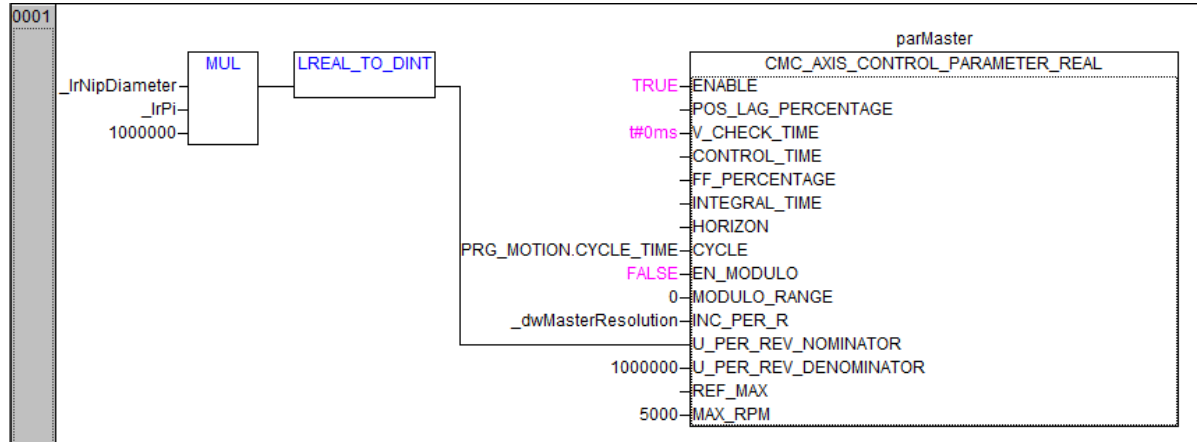 0001
parMaster
MUL
LREAL_TO_DINT
CMC_AXIS_CONTROL_PARAMETER_REAL
_lrNipDiameter
_lrPi
1000000
TRUE ENABLE
POS_LAG_PERCENTAGE
t#0ms V_CHECK_TIME
CONTROL_TIME
FF_PERCENTAGE
INTEGRAL_TIME
HORIZON
PRG_MOTION.CYCLE_TIME CYCLE
FALSE EN_MODULO
0 MODULO_RANGE
_dwMasterResolution INC_PER_R
U_PER_REV_NOMINATOR
1000000 U_PER_REV_DENOMINATOR
REF_MAX
5000 MAX_RPM